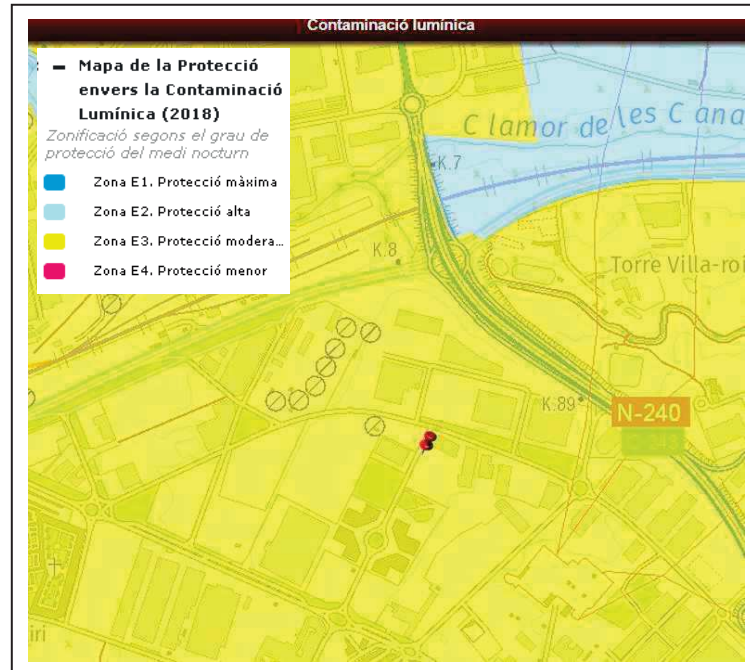 Contaminació lumínica
Mapa de la Protecció
envers la Contaminació
Lumínica (2018)
Zonificació segons el grau de
protecció del medi nocturn
Zona E1. Protecció màxima
Zona E2. Protecció alta
Zona E3. Protecció modera...
Zona E4. Protecció menor
Clamor de les Cana
K.7
K.8
Torre Villa-roi
K.89
N-240
iri